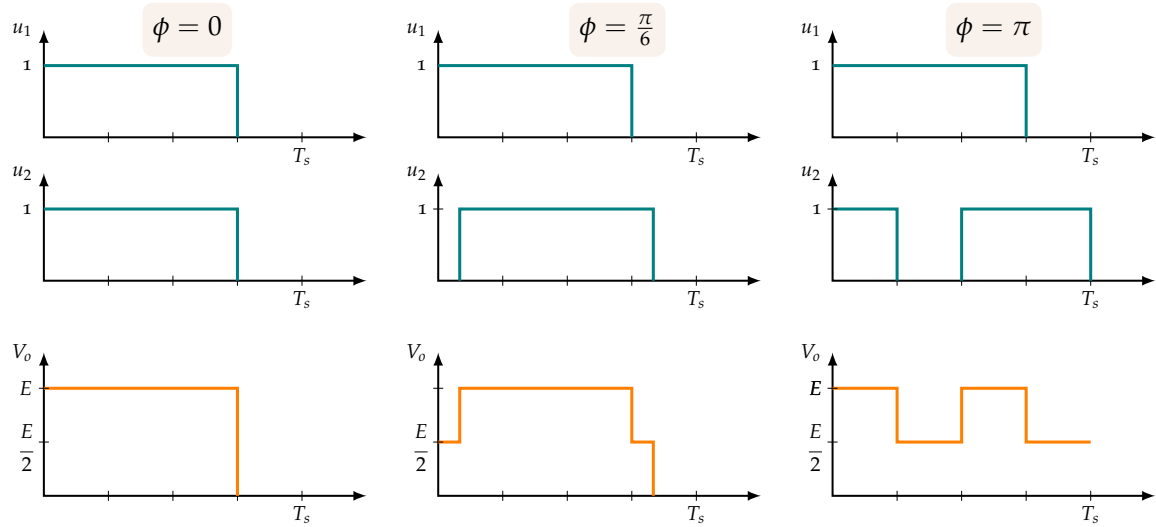 ϕ = 0
u₁
1
Tₛ
u₂
1
Tₛ
Vₒ
E
E/2
Tₛ
ϕ = π/6
u₁
1
Tₛ
u₂
1
Tₛ
Vₒ
E/2
Tₛ
ϕ = π
u₁
1
Tₛ
u₂
1
Tₛ
Vₒ
E
E/2
Tₛ